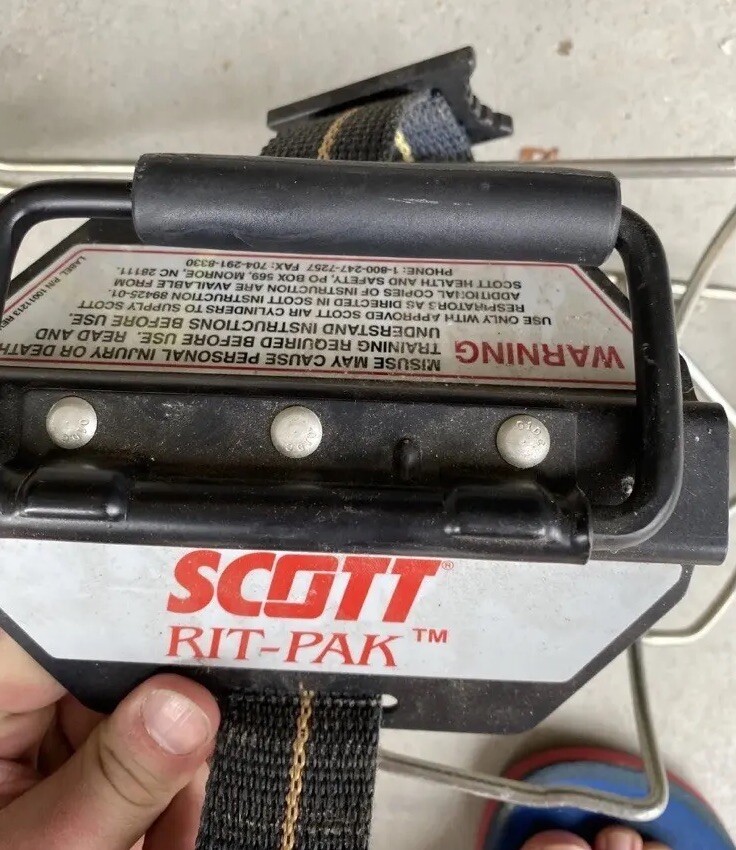 SCOTT®
RIT-PAK™
WARNING
MISUSE MAY CAUSE PERSONAL INJURY OR DEATH
TRAINING REQUIRED BEFORE USE. READ AND
UNDERSTAND INSTRUCTIONS BEFORE USE.
USE ONLY WITH APPROVED SCOTT AIR CYLINDERS TO SUPPLY SCOTT
RESPIRATORS AS DIRECTED IN SCOTT INSTRUCTION 89425-01.
ADDITIONAL COPIES OF INSTRUCTION ARE AVAILABLE FROM
SCOTT HEALTH AND SAFETY, PO BOX 569, MONROE, NC 28111.
PHONE: 1-800-247-7257 FAX: 704-291-8330
LABEL P/N 1001213 REV